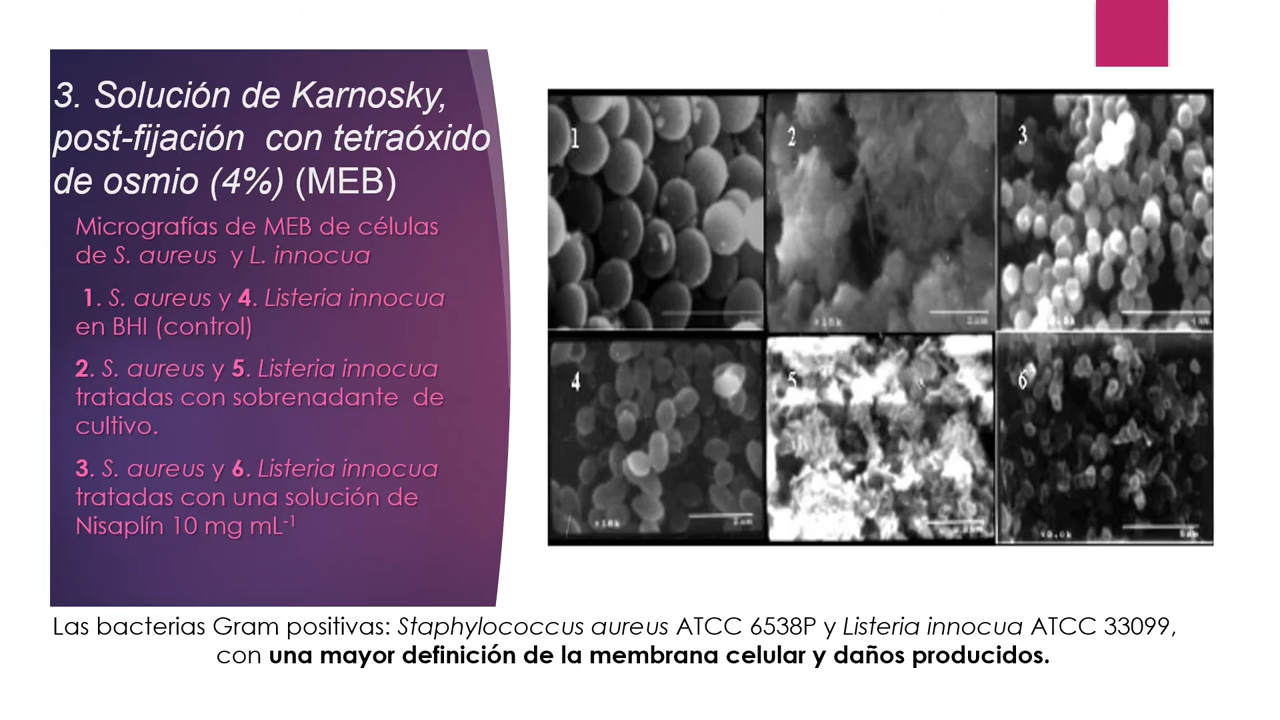 3. Solución de Karnosky,
post-fijación con tetraóxido
de osmio (4%) (MEB)
Micrografías de MEB de células
de S. aureus y L. innocua
1. S. aureus y 4. Listeria innocua
en BHI (control)
2. S. aureus y 5. Listeria innocua
tratadas con sobrenadante de
cultivo.
3. S. aureus y 6. Listeria innocua
tratadas con una solución de
Nisaplín 10 mg mL-1
1
2
3
4
5
6
Las bacterias Gram positivas: Staphylococcus aureus ATCC 6538P y Listeria innocua ATCC 33099,
con una mayor definición de la membrana celular y daños producidos.